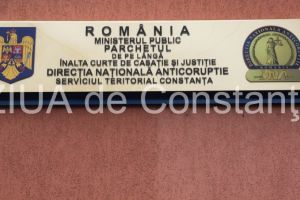 ROMÂNIA
MINISTERUL PUBLIC
PARCHETUL
DE PE LÂNGĂ
ÎNALTA CURTE DE CASAȚIE ȘI JUSTIȚIE
DIRECȚIA NAȚIONALĂ ANTICORUPȚIE
SERVICIUL TERITORIAL CONSTANȚA
DNA
ZIUA de Constanța